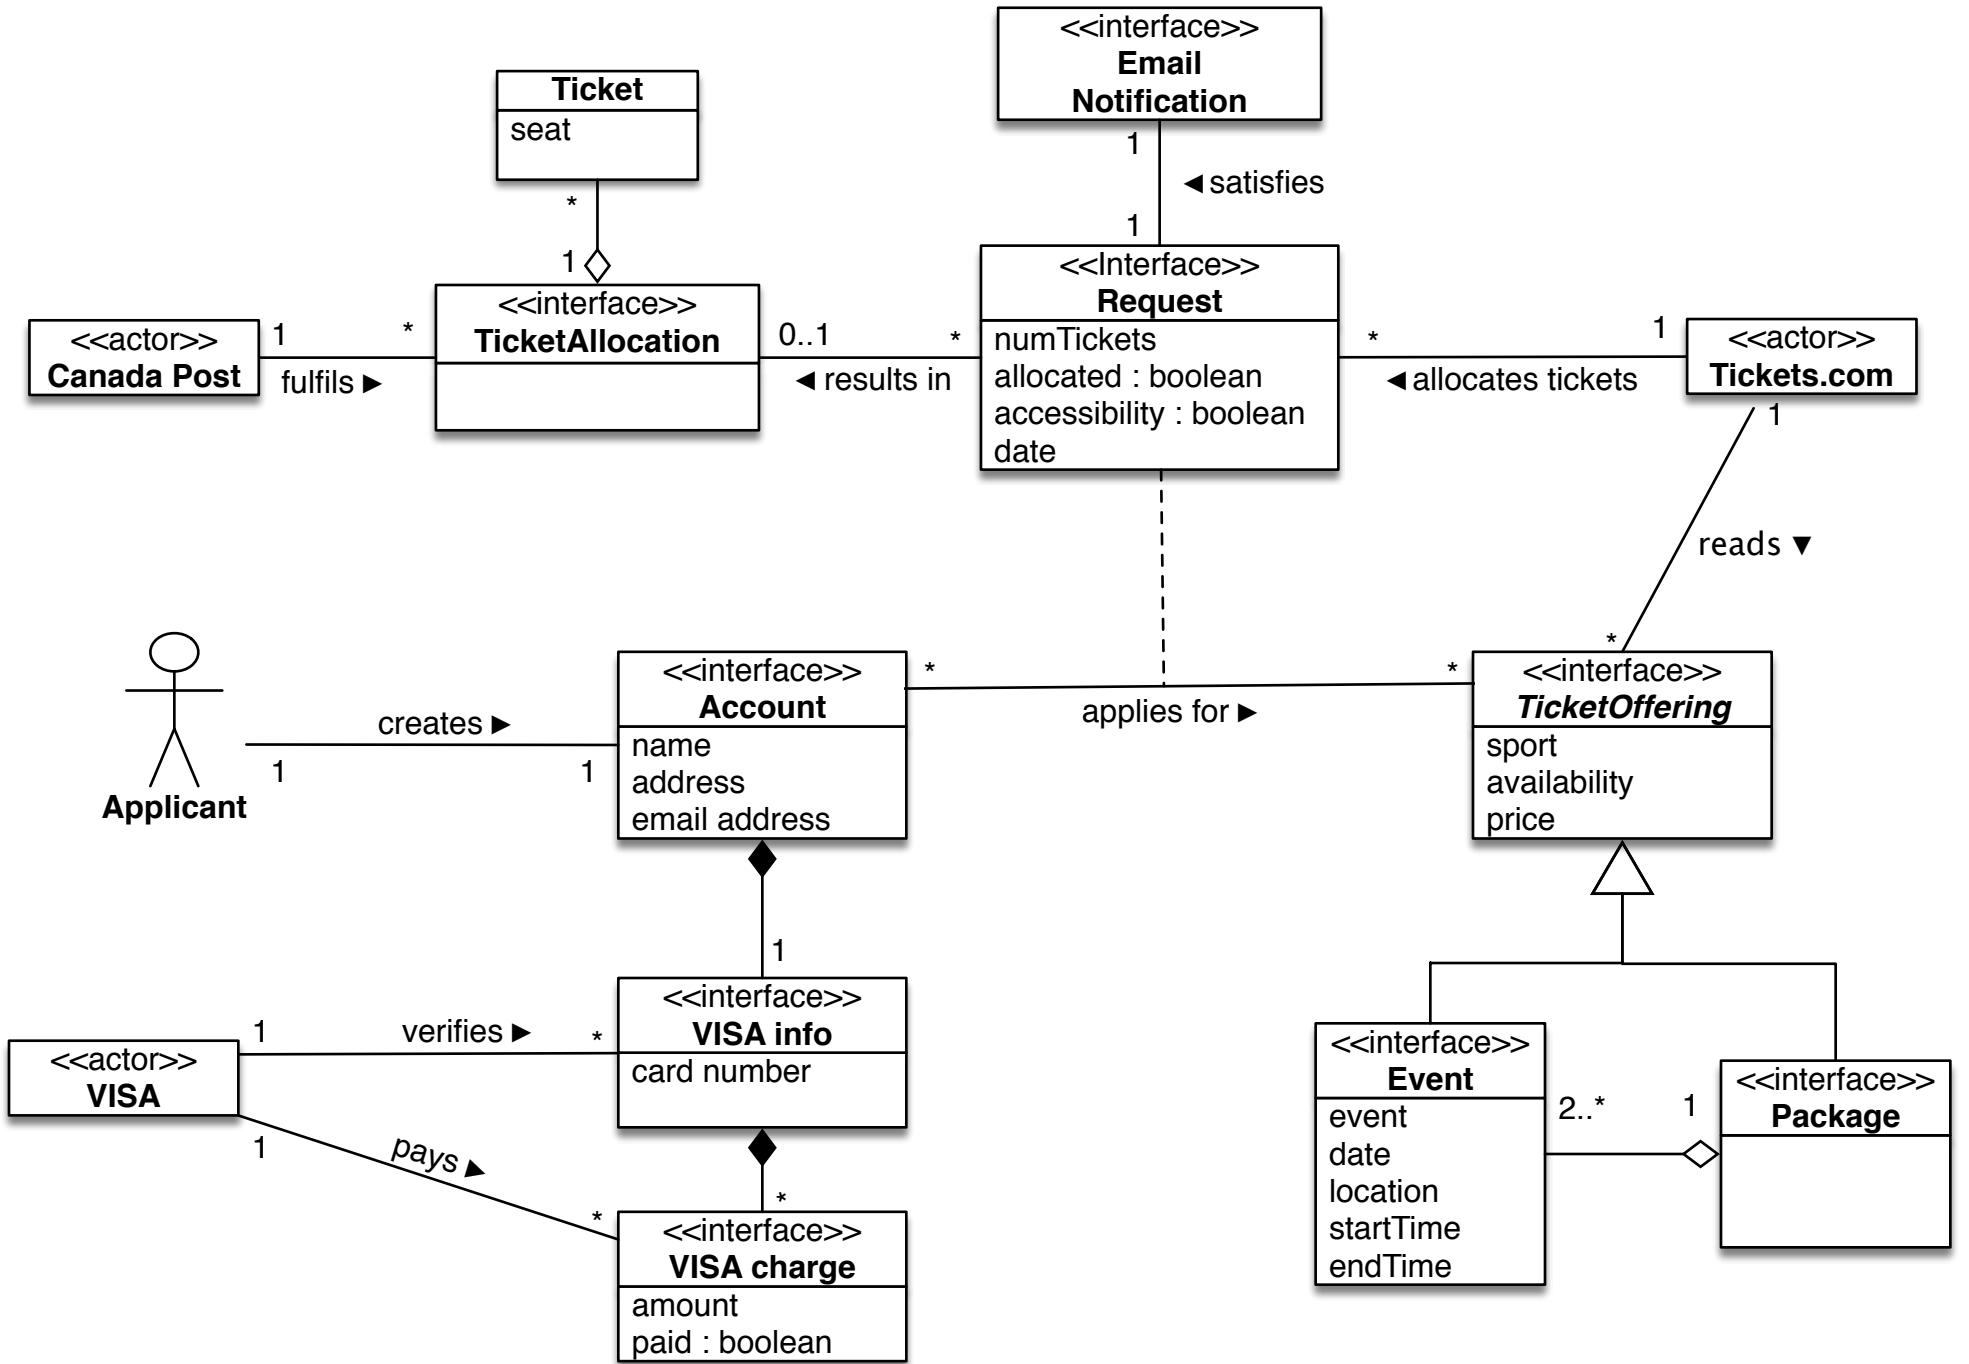 <<interface>>
Email
Notification
Ticket
seat
1
◄ satisfies
*
1
1
<<Interface>>
Request
numTickets
allocated : boolean
accessibility : boolean
date
<<interface>>
TicketAllocation
<<actor>>
Canada Post
1
*
fulfils ►
0..1
*
◄ results in
*
1
◄ allocates tickets
<<actor>>
Tickets.com
1
reads ▼
*
Applicant
creates ►
1
1
<<interface>>
Account
name
address
email address
*
*
applies for ►
<<interface>>
TicketOffering
sport
availability
price
1
<<interface>>
VISA info
card number
<<actor>>
VISA
1
verifies ►
*
1
pays ►
*
*
<<interface>>
VISA charge
amount
paid : boolean
<<interface>>
Event
event
date
location
startTime
endTime
2..*
1
<<interface>>
Package